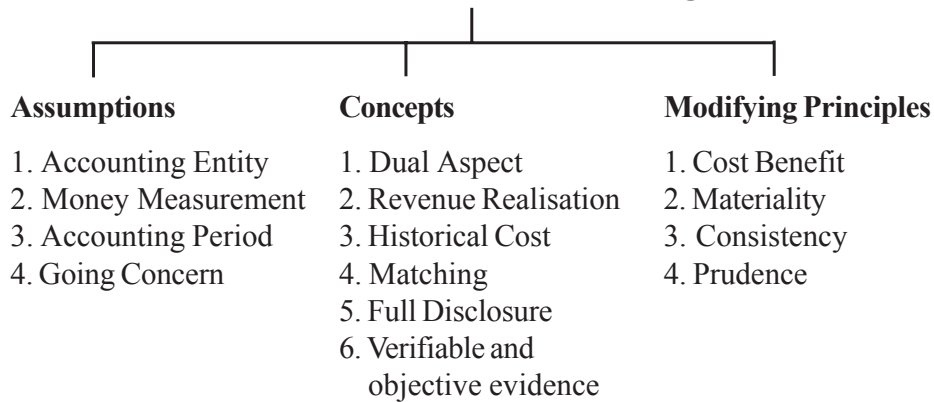 Assumptions
1. Accounting Entity
2. Money Measurement
3. Accounting Period
4. Going Concern
Concepts
1. Dual Aspect
2. Revenue Realisation
3. Historical Cost
4. Matching
5. Full Disclosure
6. Verifiable and
objective evidence
Modifying Principles
1. Cost Benefit
2. Materiality
3. Consistency
4. Prudence